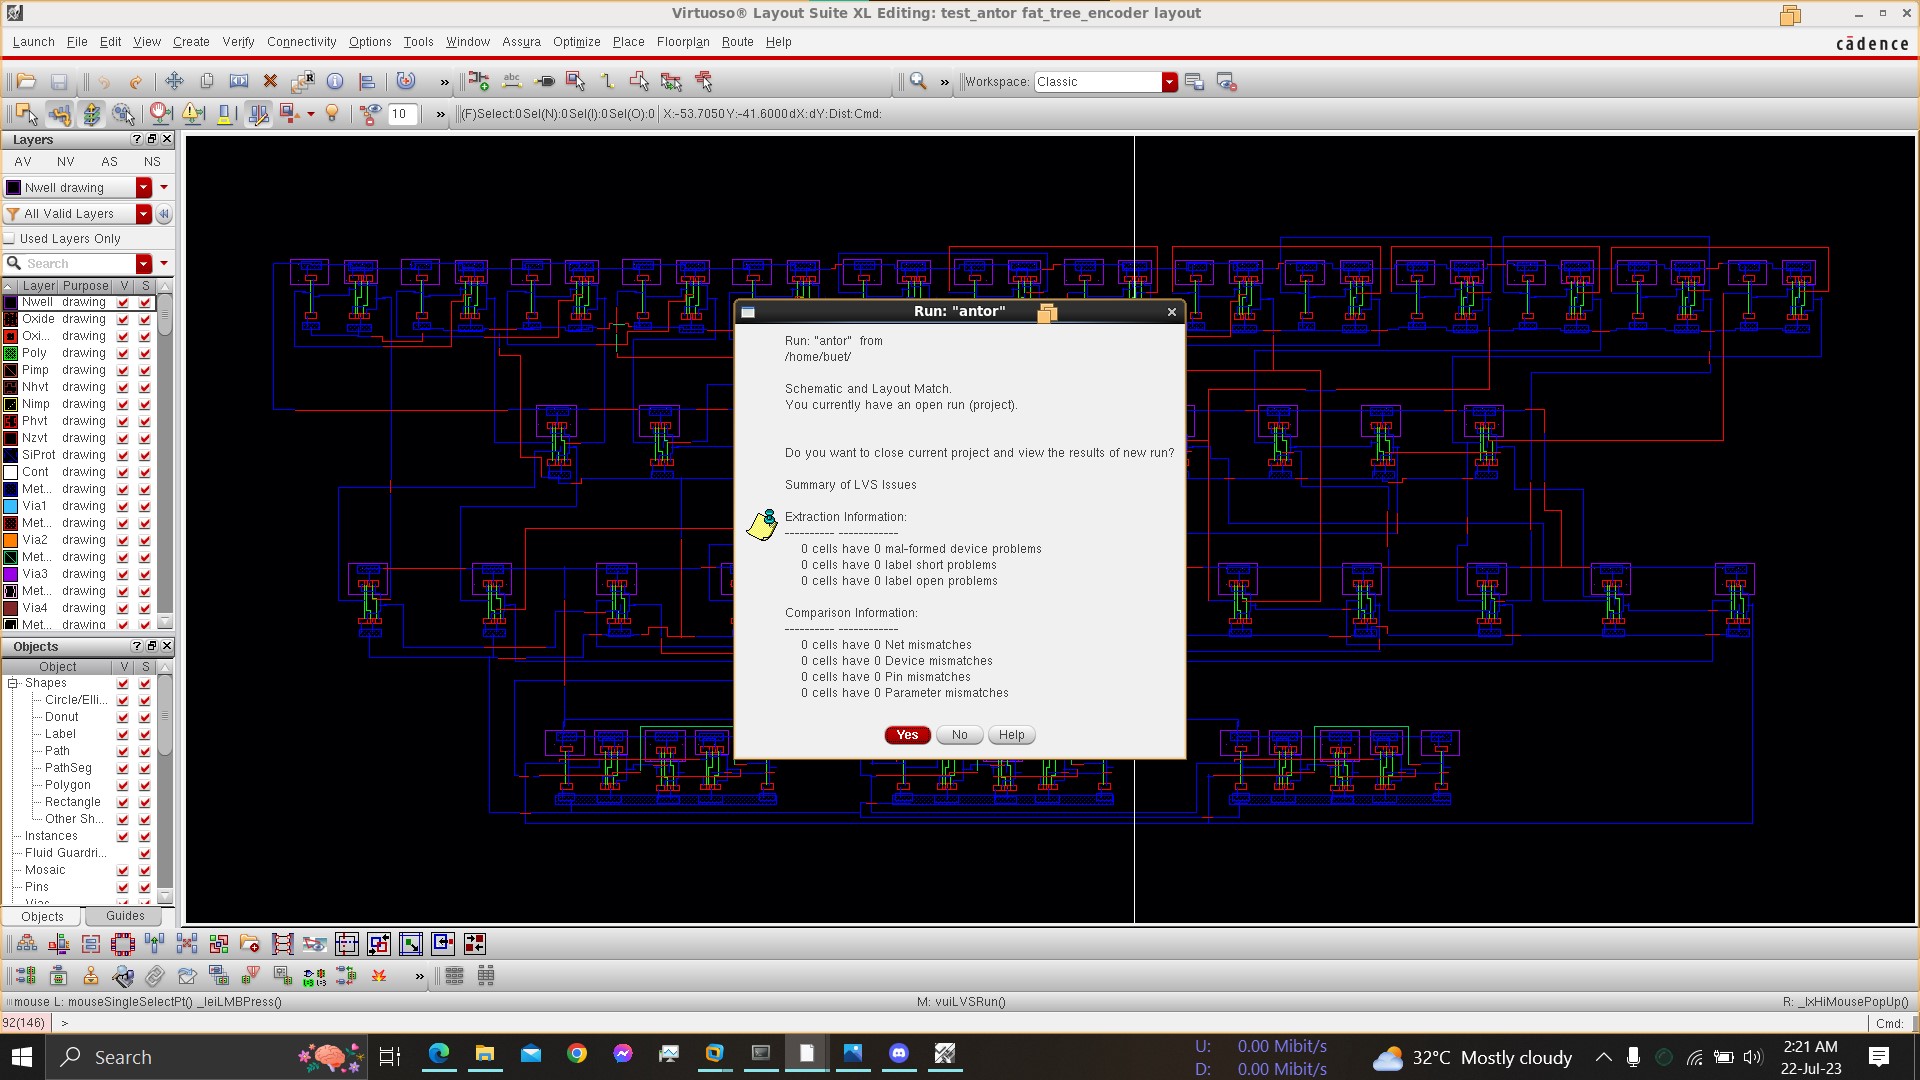 Virtuoso® Layout Suite XL Editing: test_antor fat_tree_encoder layout
Launch File Edit View Create Verify Connectivity Options Tools Window Assura Optimize Place Floorplan Route Help
cādence
abc
R
»
»
Workspace: Classic
10
»
(F)Select:0 Sel(N):0 Sel(I):0 Sel(O):0 X:-53.7050 Y:-41.6000 dX: dY: Dist: Cmd:
Layers
AV NV AS NS
Nwell drawing
All Valid Layers
Used Layers Only
Search
Layer Purpose V S
Nwell drawing
Oxide drawing
Oxi... drawing
Poly drawing
Pimp drawing
Nhvt drawing
Nimp drawing
Phvt drawing
Nzvt drawing
SiProt drawing
Cont drawing
Met... drawing
Via1 drawing
Met... drawing
Via2 drawing
Met... drawing
Via3 drawing
Met... drawing
Via4 drawing
Met... drawing
Objects
Object V S
Shapes
Circle/Elli...
Donut
Label
Path
PathSeg
Polygon
Rectangle
Other Sh...
Instances
Fluid Guardri...
Mosaic
Pins
Vias
Objects Guides
Run: "antor"
Run: "antor" from
/home/buet/
Schematic and Layout Match.
You currently have an open run (project).
Do you want to close current project and view the results of new run?
Summary of LVS Issues
Extraction Information:
---------- ------------
0 cells have 0 mal-formed device problems
0 cells have 0 label short problems
0 cells have 0 label open problems
Comparison Information:
---------- ------------
0 cells have 0 Net mismatches
0 cells have 0 Device mismatches
0 cells have 0 Pin mismatches
0 cells have 0 Parameter mismatches
Yes No Help
»
mouse L: mouseSingleSelectPt() _leiLMBPress() M: vuiLVSRun() R: _lxHiMousePopUp()
92(146) > Cmd:
Search
U: 0.00 Mibit/s
D: 0.00 Mibit/s
32°C Mostly cloudy
2:21 AM
22-Jul-23